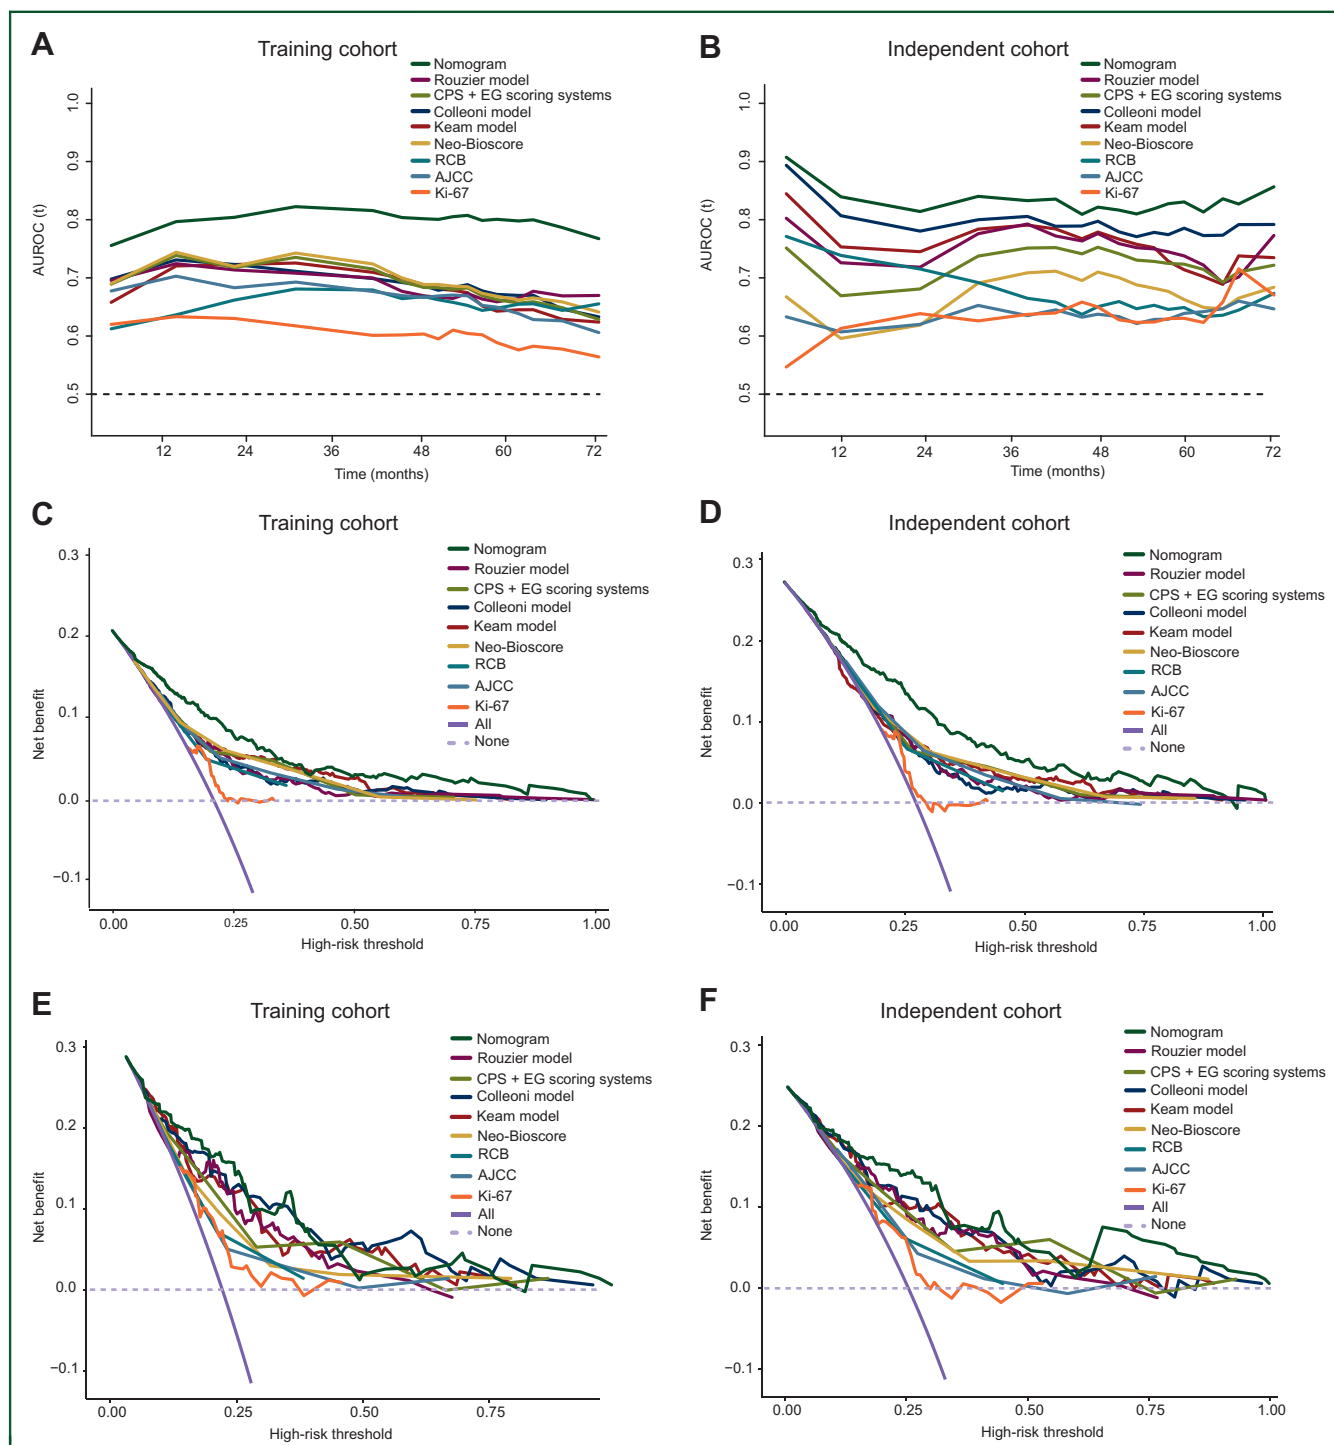 A
Training cohort
Nomogram
Rouzier model
CPS + EG scoring systems
Colleoni model
Keam model
Neo-Bioscore
RCB
AJCC
Ki-67
AUROC (t)
1.0
0.9
0.8
0.7
0.6
0.5
12
24
36
48
60
72
Time (months)
B
Independent cohort
Nomogram
Rouzier model
CPS + EG scoring systems
Colleoni model
Keam model
Neo-Bioscore
RCB
AJCC
Ki-67
AUROC (t)
1.0
0.9
0.8
0.7
0.6
0.5
12
24
36
48
60
72
Time (months)
C
Training cohort
Nomogram
Rouzier model
CPS + EG scoring systems
Colleoni model
Keam model
Neo-Bioscore
RCB
AJCC
Ki-67
All
None
Net benefit
0.3
0.2
0.1
0.0
−0.1
0.00
0.25
0.50
0.75
1.00
High-risk threshold
D
Independent cohort
Nomogram
Rouzier model
CPS + EG scoring systems
Colleoni model
Keam model
Neo-Bioscore
RCB
AJCC
Ki-67
All
None
Net benefit
0.3
0.2
0.1
0.0
−0.1
0.00
0.25
0.50
0.75
1.00
High-risk threshold
E
Training cohort
Nomogram
Rouzier model
CPS + EG scoring systems
Colleoni model
Keam model
Neo-Bioscore
RCB
AJCC
Ki-67
All
None
Net benefit
0.3
0.2
0.1
0.0
−0.1
0.00
0.25
0.50
0.75
High-risk threshold
F
Independent cohort
Nomogram
Rouzier model
CPS + EG scoring systems
Colleoni model
Keam model
Neo-Bioscore
RCB
AJCC
Ki-67
All
None
Net benefit
0.3
0.2
0.1
0.0
−0.1
0.00
0.25
0.50
0.75
1.00
High-risk threshold